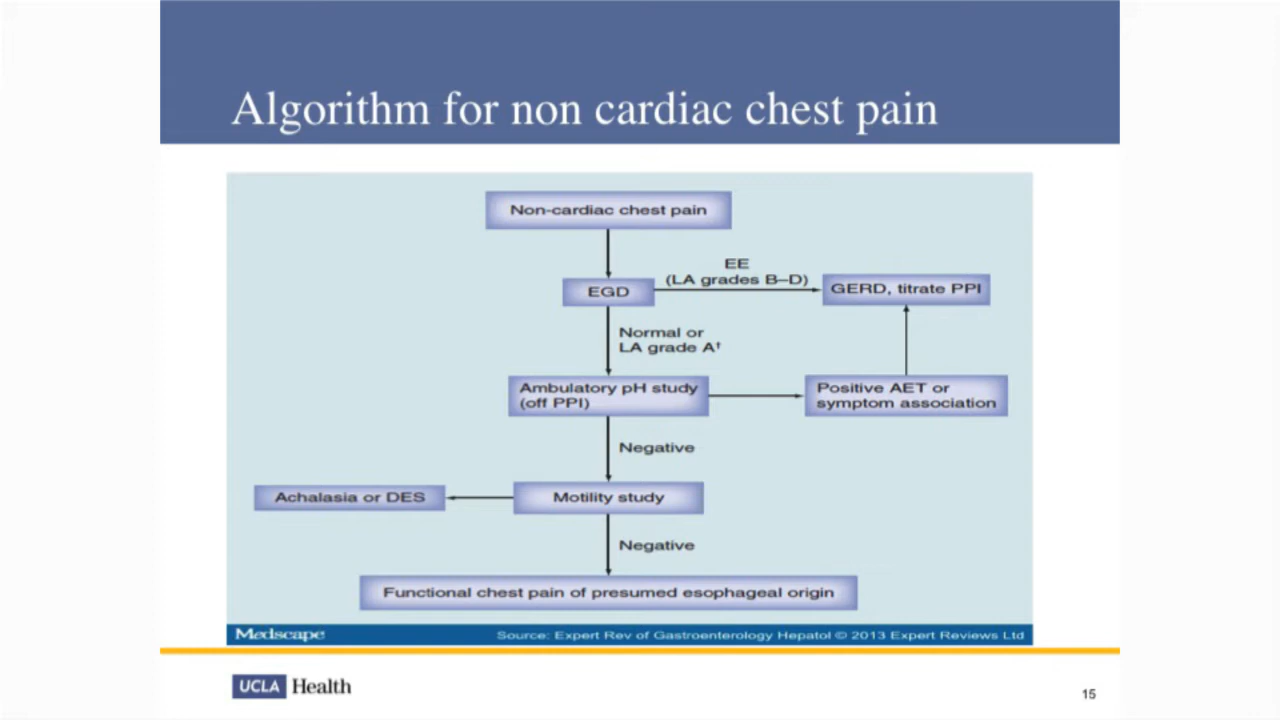 Algorithm for non cardiac chest pain
Non-cardiac chest pain
EE
(LA grades B–D)
EGD
GERD, titrate PPI
Normal or
LA grade A†
Ambulatory pH study
(off PPI)
Positive AET or
symptom association
Negative
Achalasia or DES
Motility study
Negative
Functional chest pain of presumed esophageal origin
Medscape
Source: Expert Rev of Gastroenterology Hepatol © 2013 Expert Reviews Ltd
UCLA Health
15